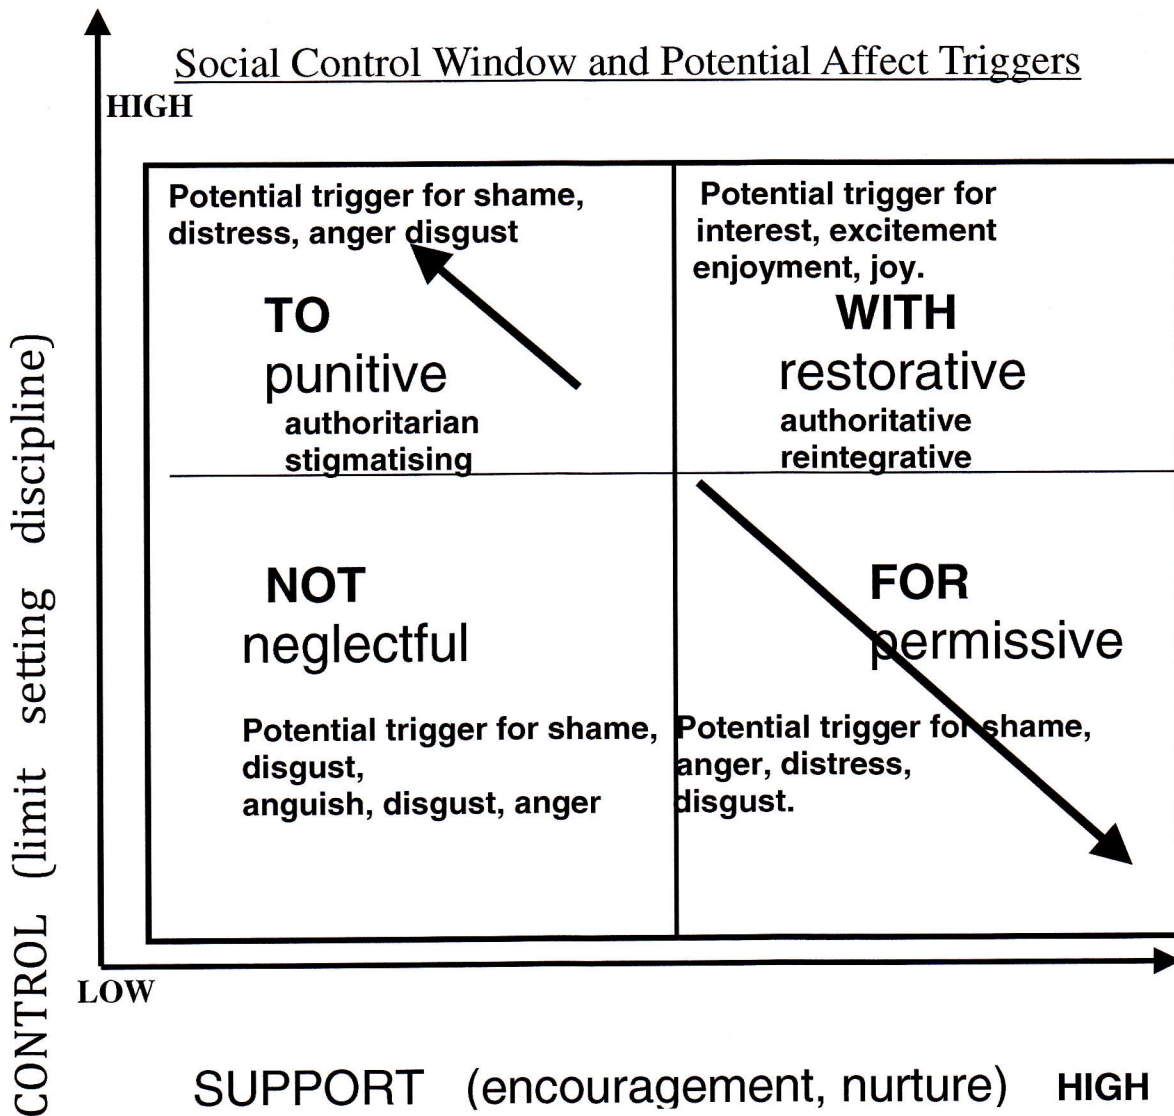 Social Control Window and Potential Affect Triggers
HIGH
Potential trigger for shame,
distress, anger disgust
TO
punitive
authoritarian
stigmatising
Potential trigger for
interest, excitement
enjoyment, joy.
WITH
restorative
authoritative
reintegrative
NOT
neglectful
Potential trigger for shame,
disgust,
anguish, disgust, anger
FOR
permissive
Potential trigger for shame,
anger, distress,
disgust.
CONTROL (limit setting discipline)
LOW
SUPPORT (encouragement, nurture) HIGH